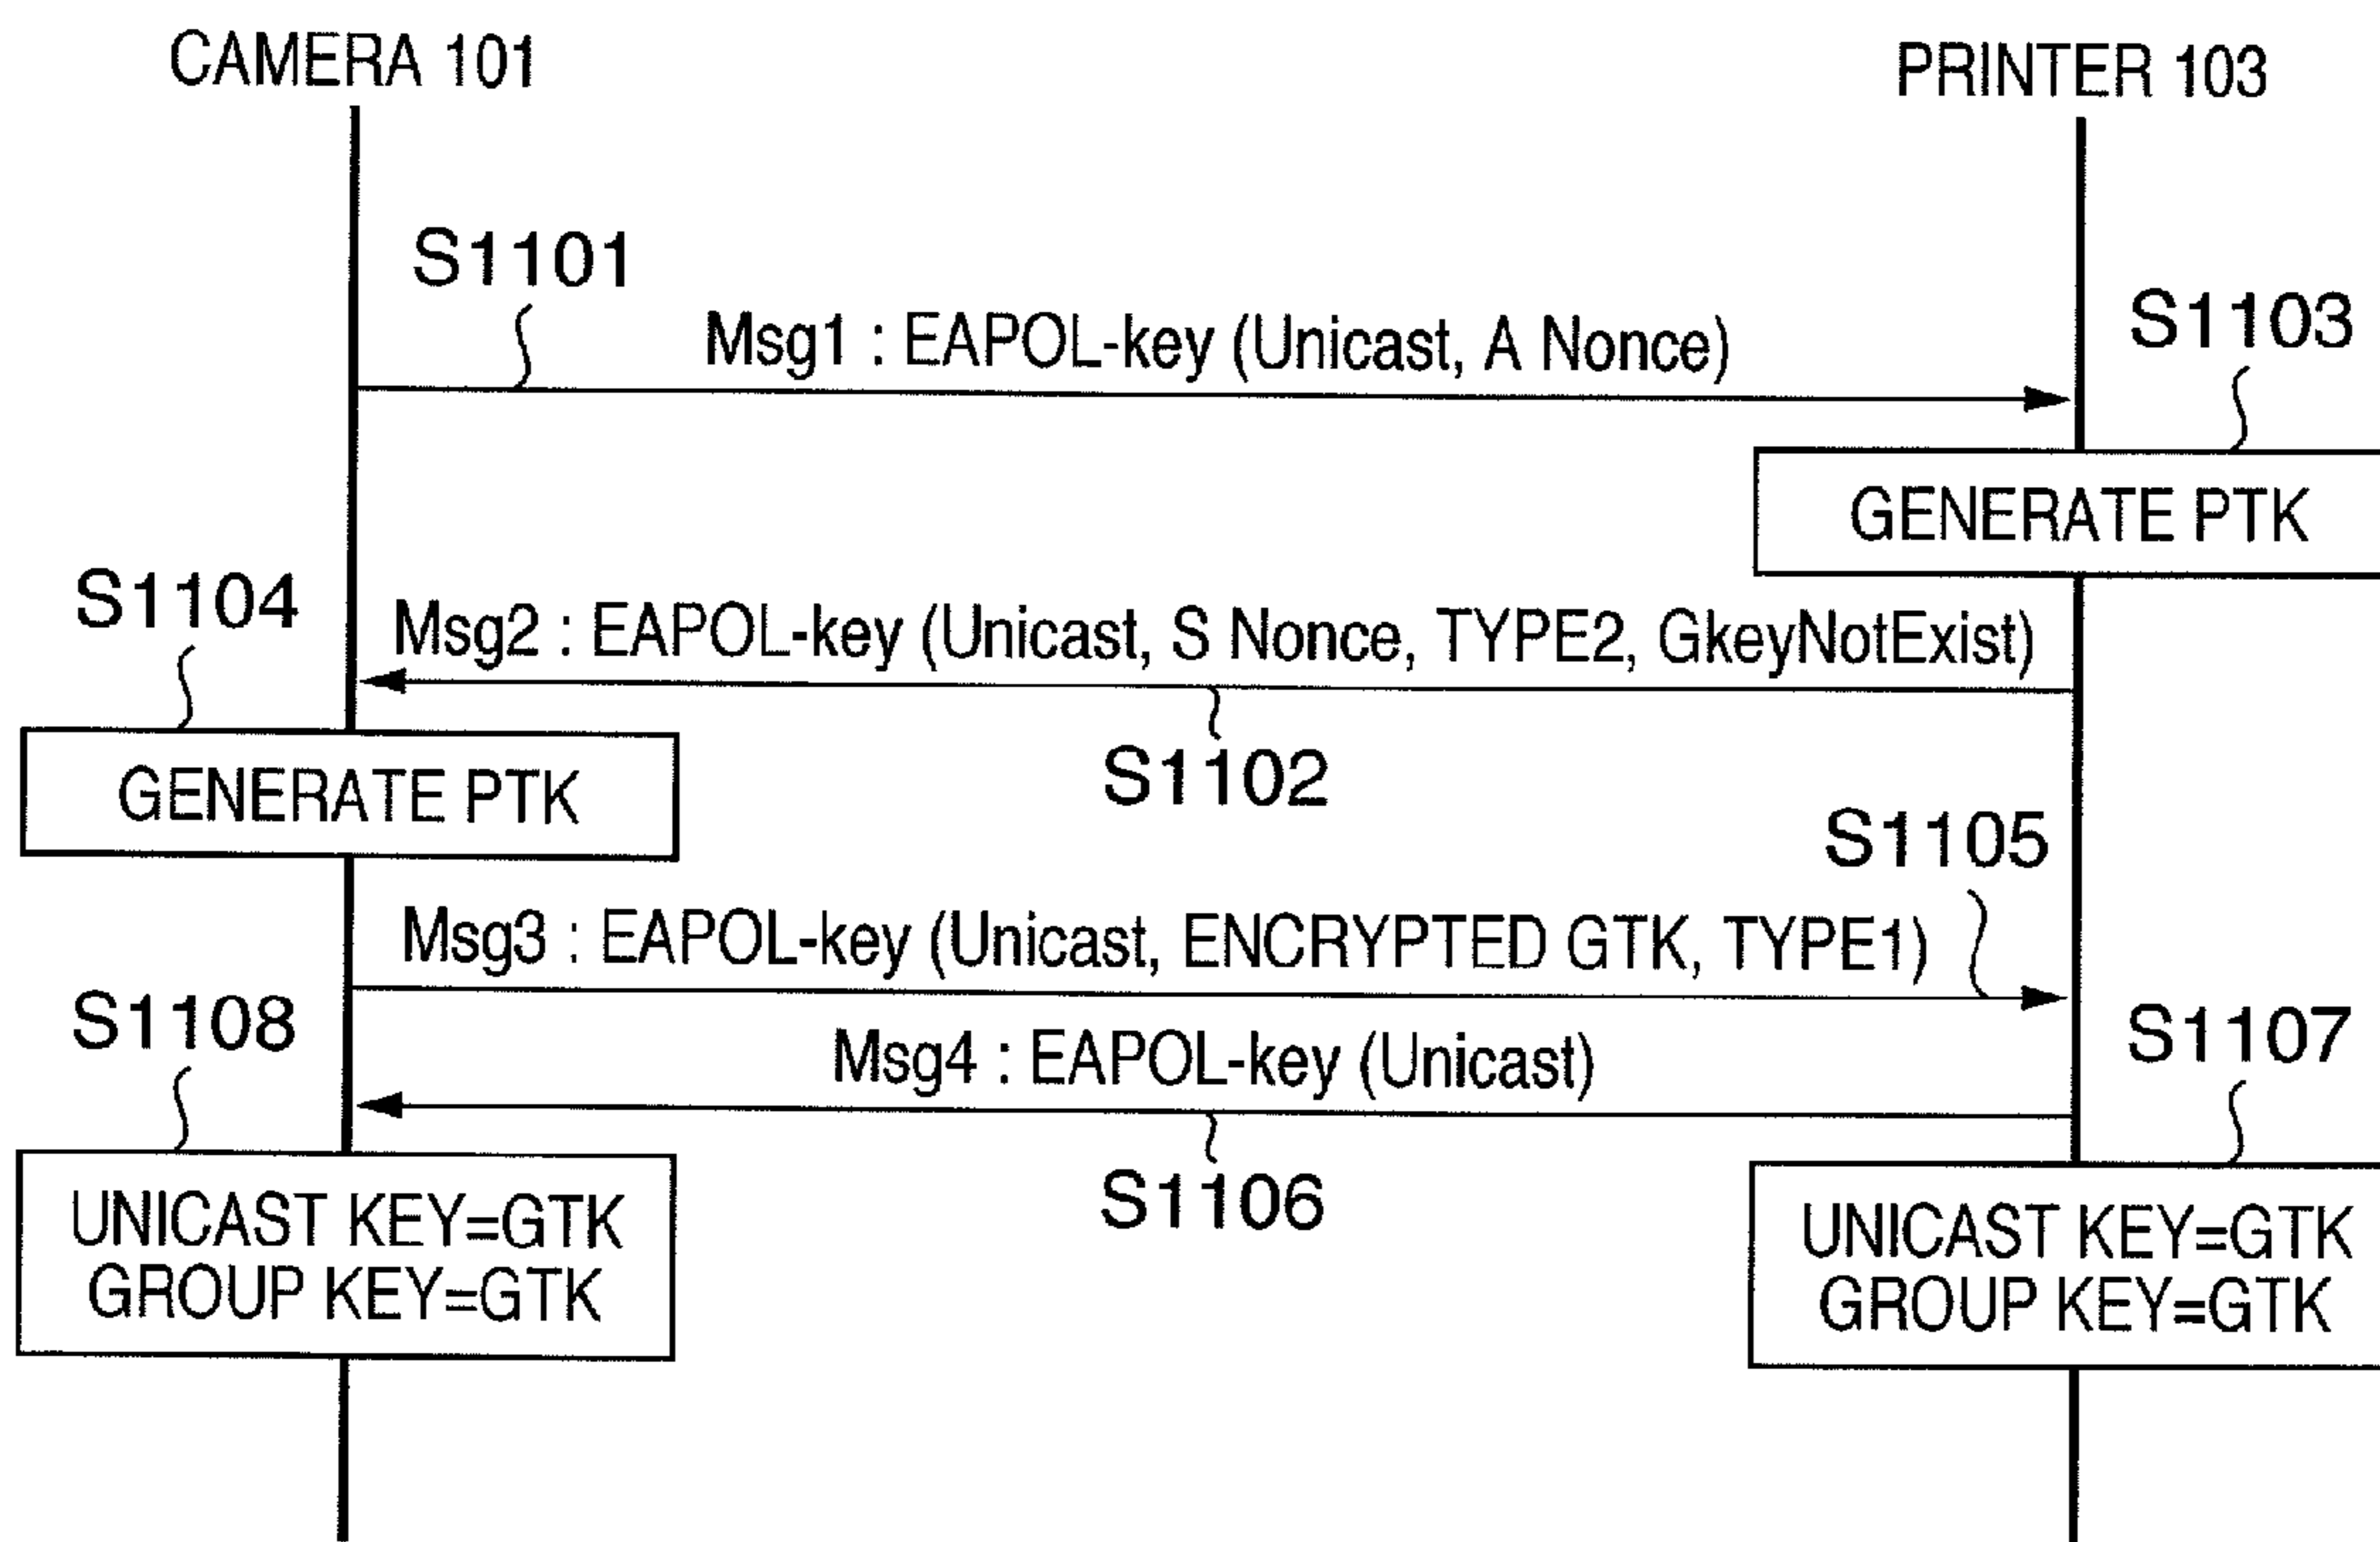 CAMERA 101
PRINTER 103
S1101
Msg1 : EAPOL-key (Unicast, A Nonce)
S1103
GENERATE PTK
S1104
Msg2 : EAPOL-key (Unicast, S Nonce, TYPE2, GkeyNotExist)
S1102
GENERATE PTK
S1105
Msg3 : EAPOL-key (Unicast, ENCRYPTED GTK, TYPE1)
S1108
Msg4 : EAPOL-key (Unicast)
S1107
S1106
UNICAST KEY=GTK
GROUP KEY=GTK
UNICAST KEY=GTK
GROUP KEY=GTK